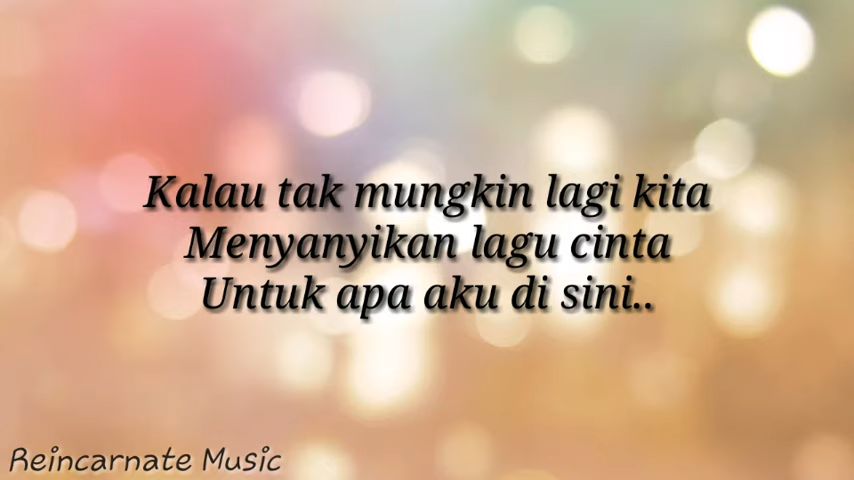 Kalau tak mungkin lagi kita
Menyanyikan lagu cinta
Untuk apa aku di sini..
Reincarnate Music